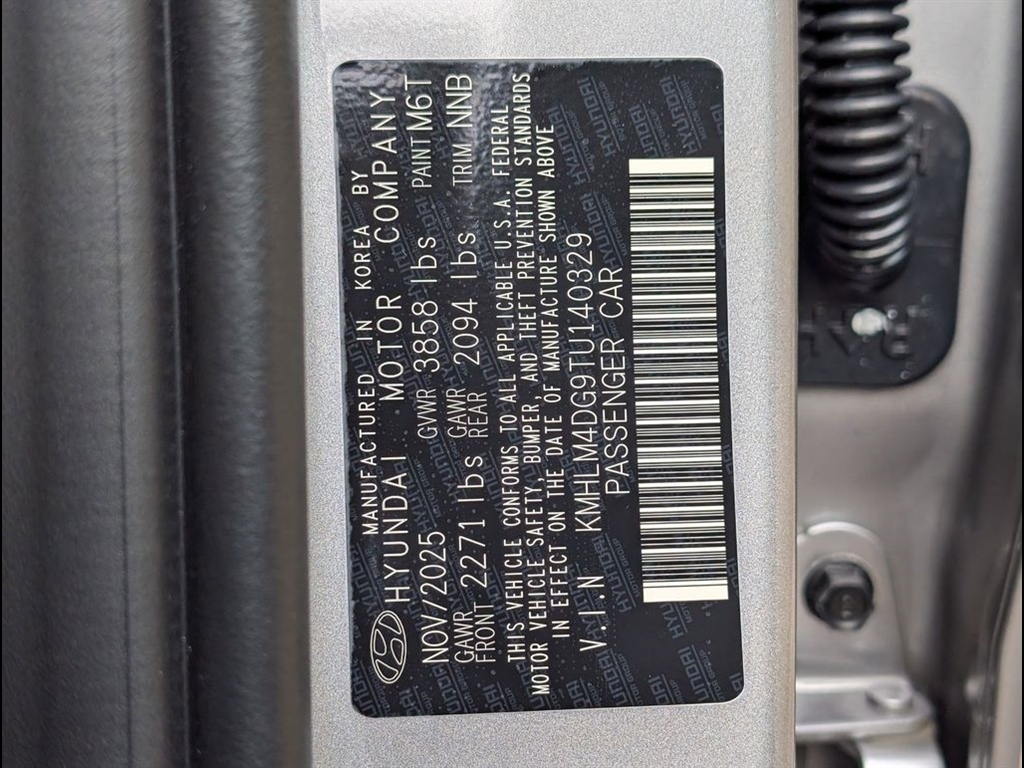 MANUFACTURED IN KOREA BY
HYUNDAI MOTOR COMPANY
NOV/2025 GVWR 3858 lbs PAINT M6T
GAWR FRONT 2271 lbs GAWR REAR 2094 lbs TRIM NNB
THIS VEHICLE CONFORMS TO ALL APPLICABLE U.S.A. FEDERAL
MOTOR VEHICLE SAFETY, BUMPER, AND THEFT PREVENTION STANDARDS
IN EFFECT ON THE DATE OF MANUFACTURE SHOWN ABOVE
V.I.N KMHLM4DG9TU140329
PASSENGER CAR
HYUNDAI